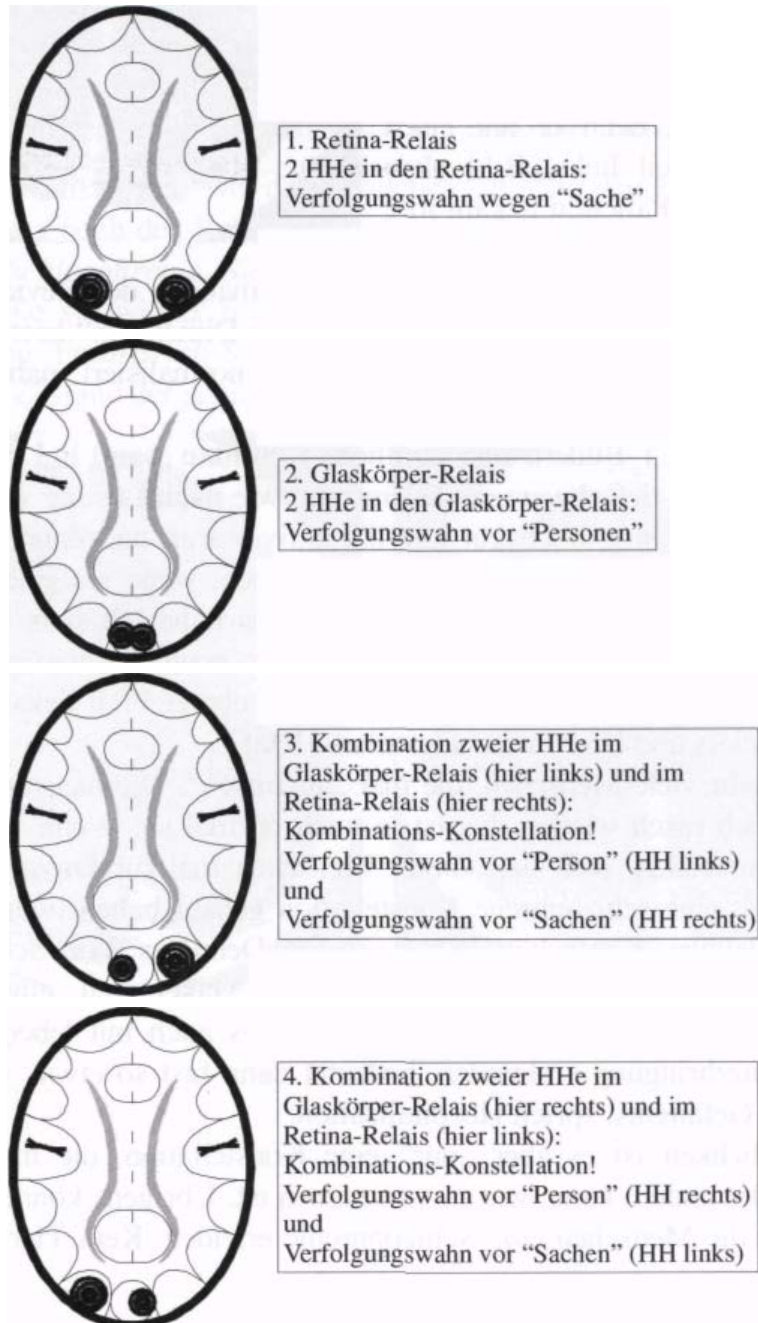 1. Retina-Relais
2 HHe in den Retina-Relais:
Verfolgungswahn wegen “Sache”
2. Glaskörper-Relais
2 HHe in den Glaskörper-Relais:
Verfolgungswahn vor “Personen”
3. Kombination zweier HHe im
Glaskörper-Relais (hier links) und im
Retina-Relais (hier rechts):
Kombinations-Konstellation!
Verfolgungswahn vor “Person” (HH links)
und
Verfolgungswahn vor “Sachen” (HH rechts)
4. Kombination zweier HHe im
Glaskörper-Relais (hier rechts) und im
Retina-Relais (hier links):
Kombinations-Konstellation!
Verfolgungswahn vor “Person” (HH rechts)
und
Verfolgungswahn vor “Sachen” (HH links)